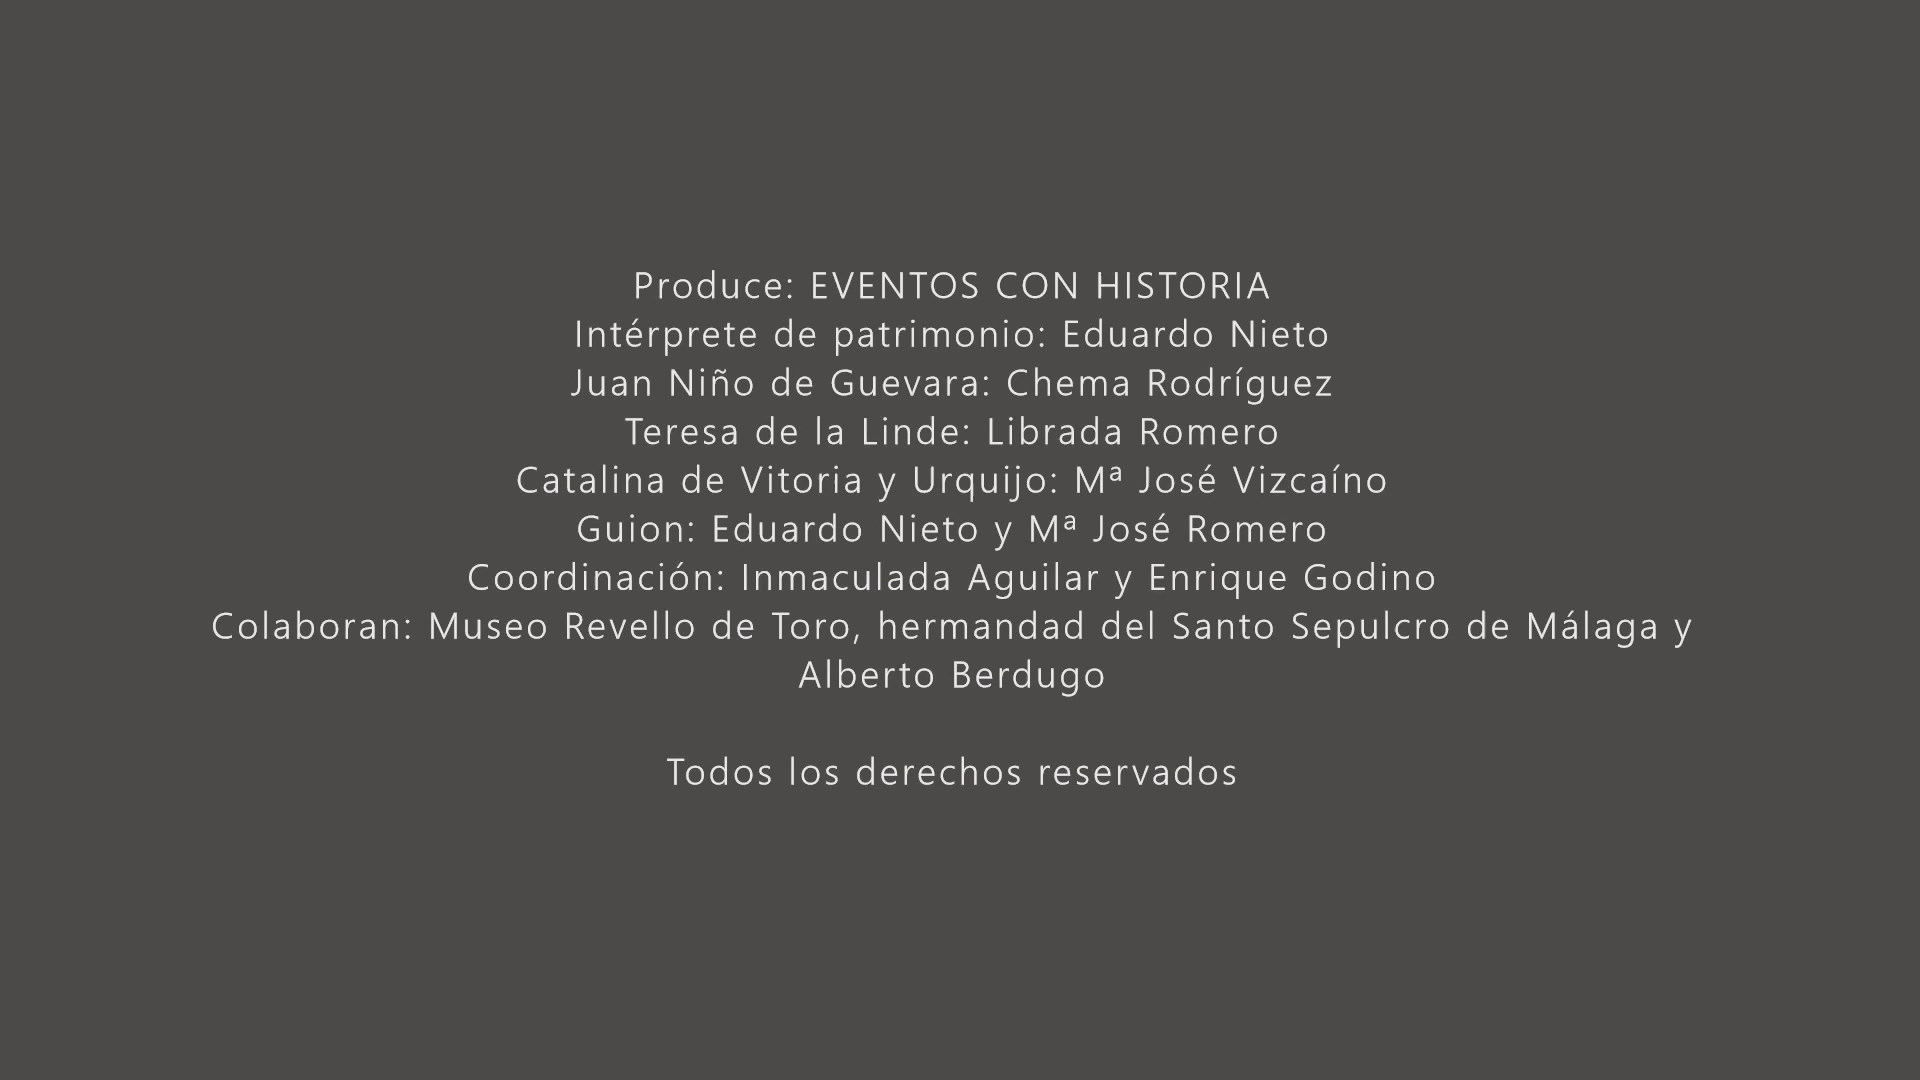 Produce: EVENTOS CON HISTORIA
Intérprete de patrimonio: Eduardo Nieto
Juan Niño de Guevara: Chema Rodríguez
Teresa de la Linde: Librada Romero
Catalina de Vitoria y Urquijo: Mª José Vizcaíno
Guion: Eduardo Nieto y Mª José Romero
Coordinación: Inmaculada Aguilar y Enrique Godino
Colaboran: Museo Revello de Toro, hermandad del Santo Sepulcro de Málaga y
Alberto Berdugo
Todos los derechos reservados